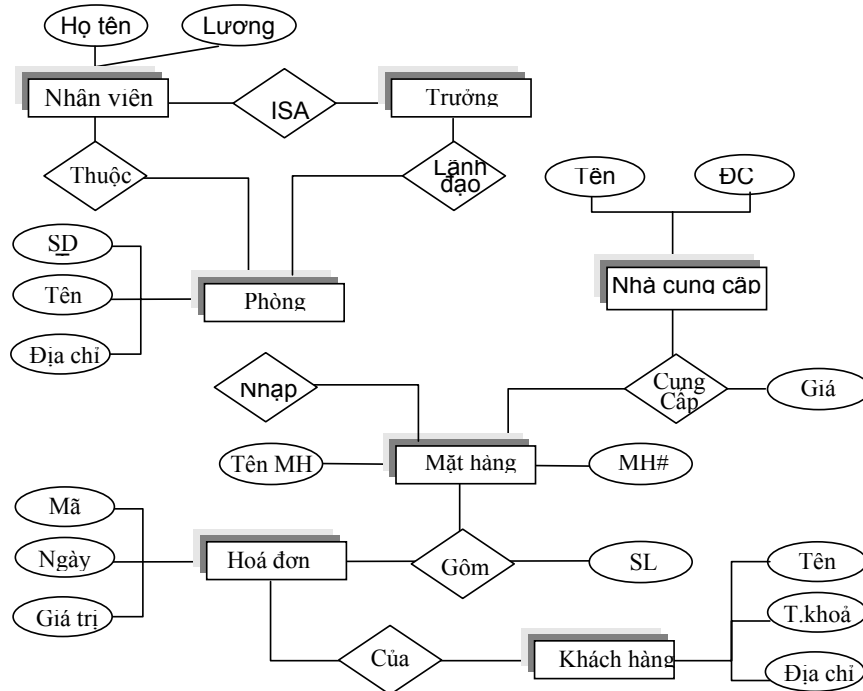 Họ tên
Lương
Nhân viên
ISA
Trưởng
Thuộc
Lãnh
đạo
Tên
ĐC
SD
Tên
Địa chỉ
Phòng
Nhà cung cấp
Nhạp
Cung
Cấp
Giá
Tên MH
Mặt hàng
MH#
Mã
Ngày
Giá trị
Hoá đơn
Gồm
SL
Tên
T.khoả
Địa chỉ
Của
Khách hàng